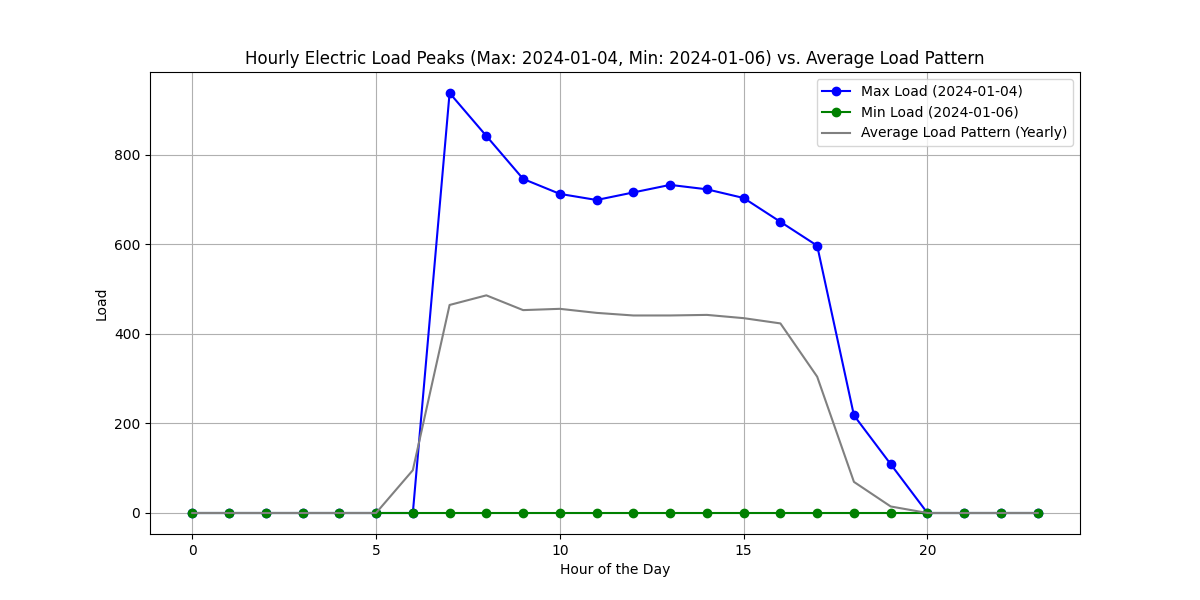 Hourly Electric Load Peaks (Max: 2024-01-04, Min: 2024-01-06) vs. Average Load Pattern
Max Load (2024-01-04)
Min Load (2024-01-06)
Average Load Pattern (Yearly)
800
600
400
200
0
Load
0 5 10 15 20
Hour of the Day